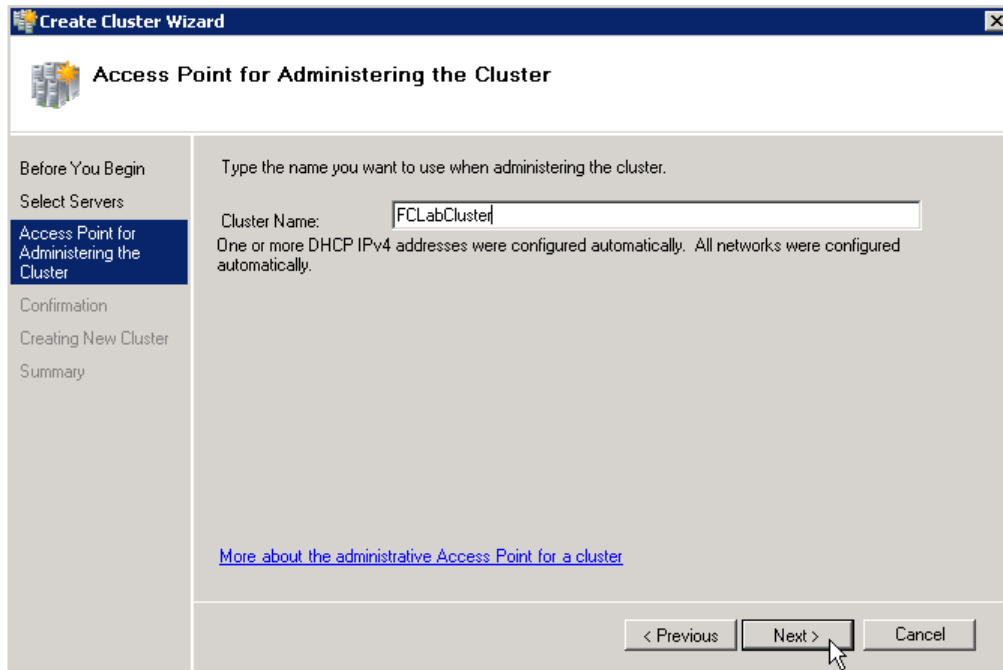 Create Cluster Wizard
Access Point for Administering the Cluster
Before You Begin
Select Servers
Access Point for
Administering the
Cluster
Confirmation
Creating New Cluster
Summary
Type the name you want to use when administering the cluster.
Cluster Name:
FCLabCluster
One or more DHCP IPv4 addresses were configured automatically. All networks were configured
automatically.
More about the administrative Access Point for a cluster
< Previous
Next >
Cancel